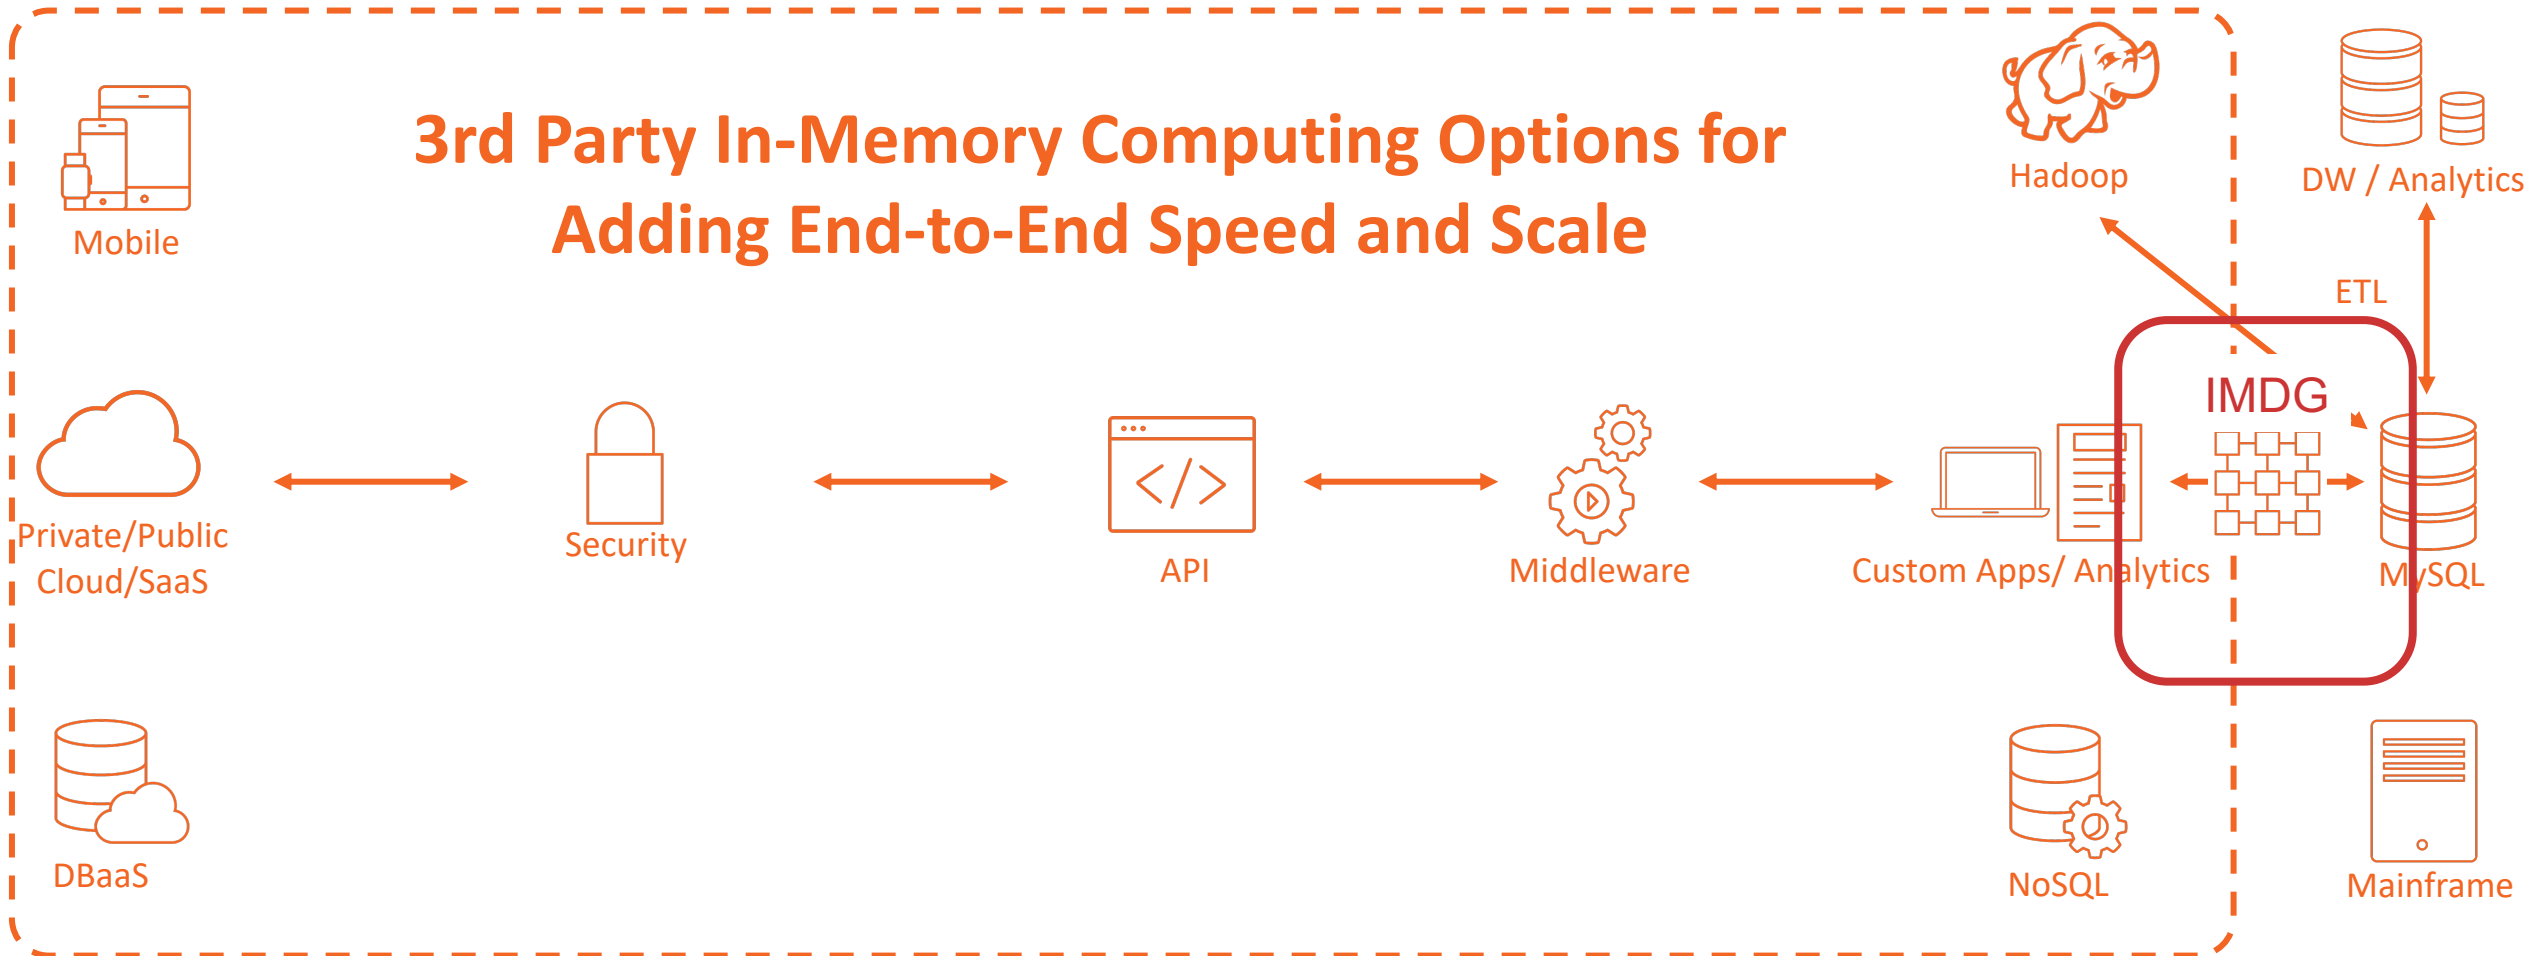 3rd Party In-Memory Computing Options for
Adding End-to-End Speed and Scale
Mobile
Hadoop
DW / Analytics
ETL
IMDG
Private/Public
Cloud/SaaS
Security
</>
API
Middleware
Custom Apps/ Analytics
MySQL
DBaaS
NoSQL
Mainframe